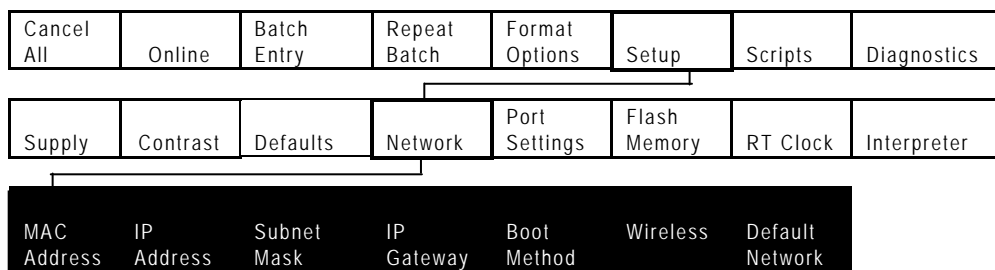 Cancel All
Online
Batch Entry
Repeat Batch
Format Options
Setup
Scripts
Diagnostics
Supply
Contrast
Defaults
Network
Port Settings
Flash Memory
RT Clock
Interpreter
MAC Address
IP Address
Subnet Mask
IP Gateway
Boot Method
Wireless
Default Network